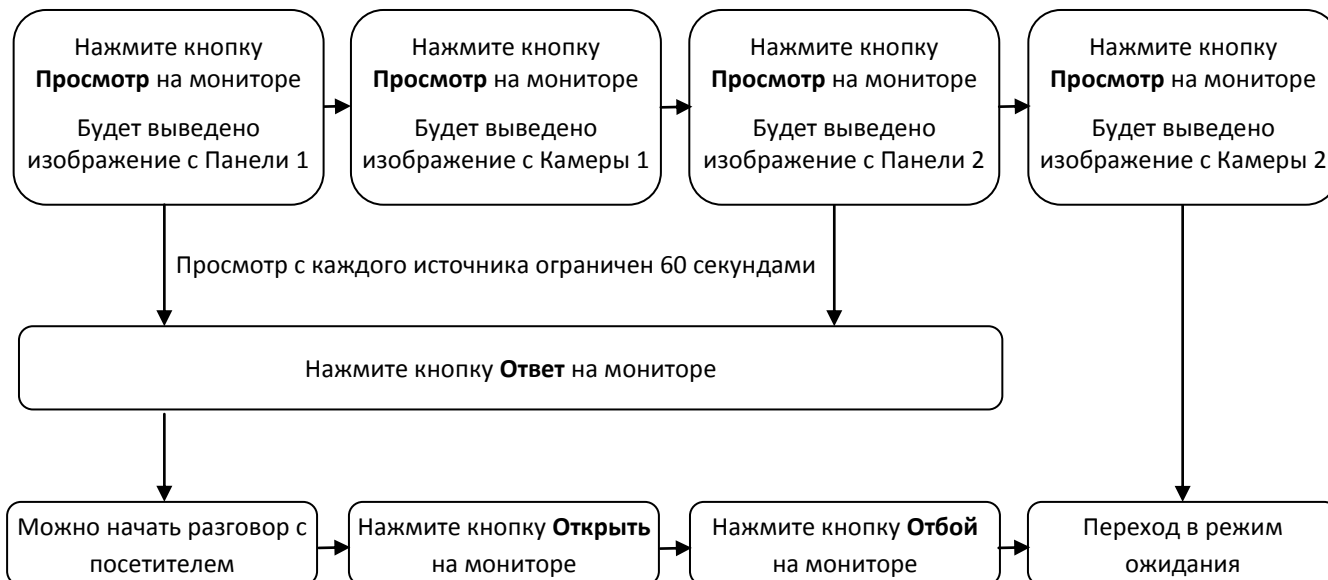 Нажмите кнопку
Просмотр на мониторе
Будет выведено
изображение с Панели 1
Нажмите кнопку
Просмотр на мониторе
Будет выведено
изображение с Камеры 1
Нажмите кнопку
Просмотр на мониторе
Будет выведено
изображение с Панели 2
Нажмите кнопку
Просмотр на мониторе
Будет выведено
изображение с Камеры 2
Просмотр с каждого источника ограничен 60 секундами
Нажмите кнопку Ответ на мониторе
Можно начать разговор с
посетителем
Нажмите кнопку Открыть
на мониторе
Нажмите кнопку Отбой
на мониторе
Переход в режим
ожидания